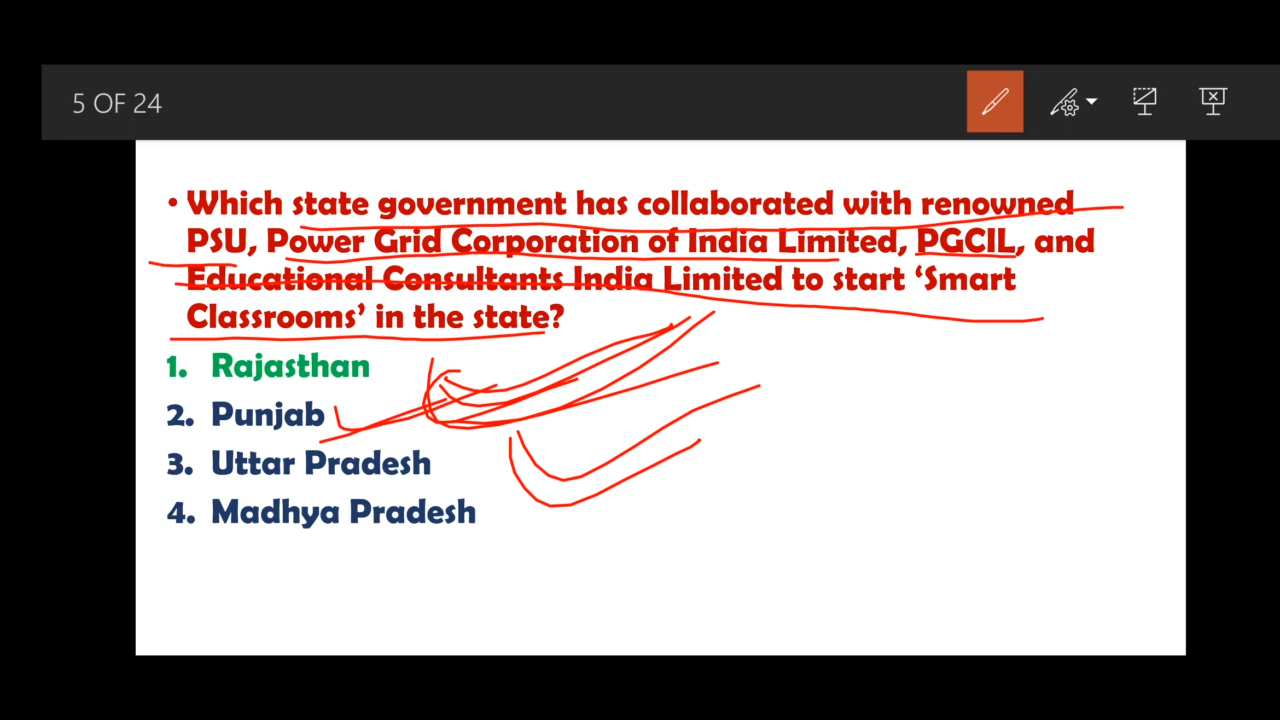 5 OF 24
• Which state government has collaborated with renowned
PSU, Power Grid Corporation of India Limited, PGCIL, and
Educational Consultants India Limited to start ‘Smart
Classrooms’ in the state?
1. Rajasthan
2. Punjab
3. Uttar Pradesh
4. Madhya Pradesh